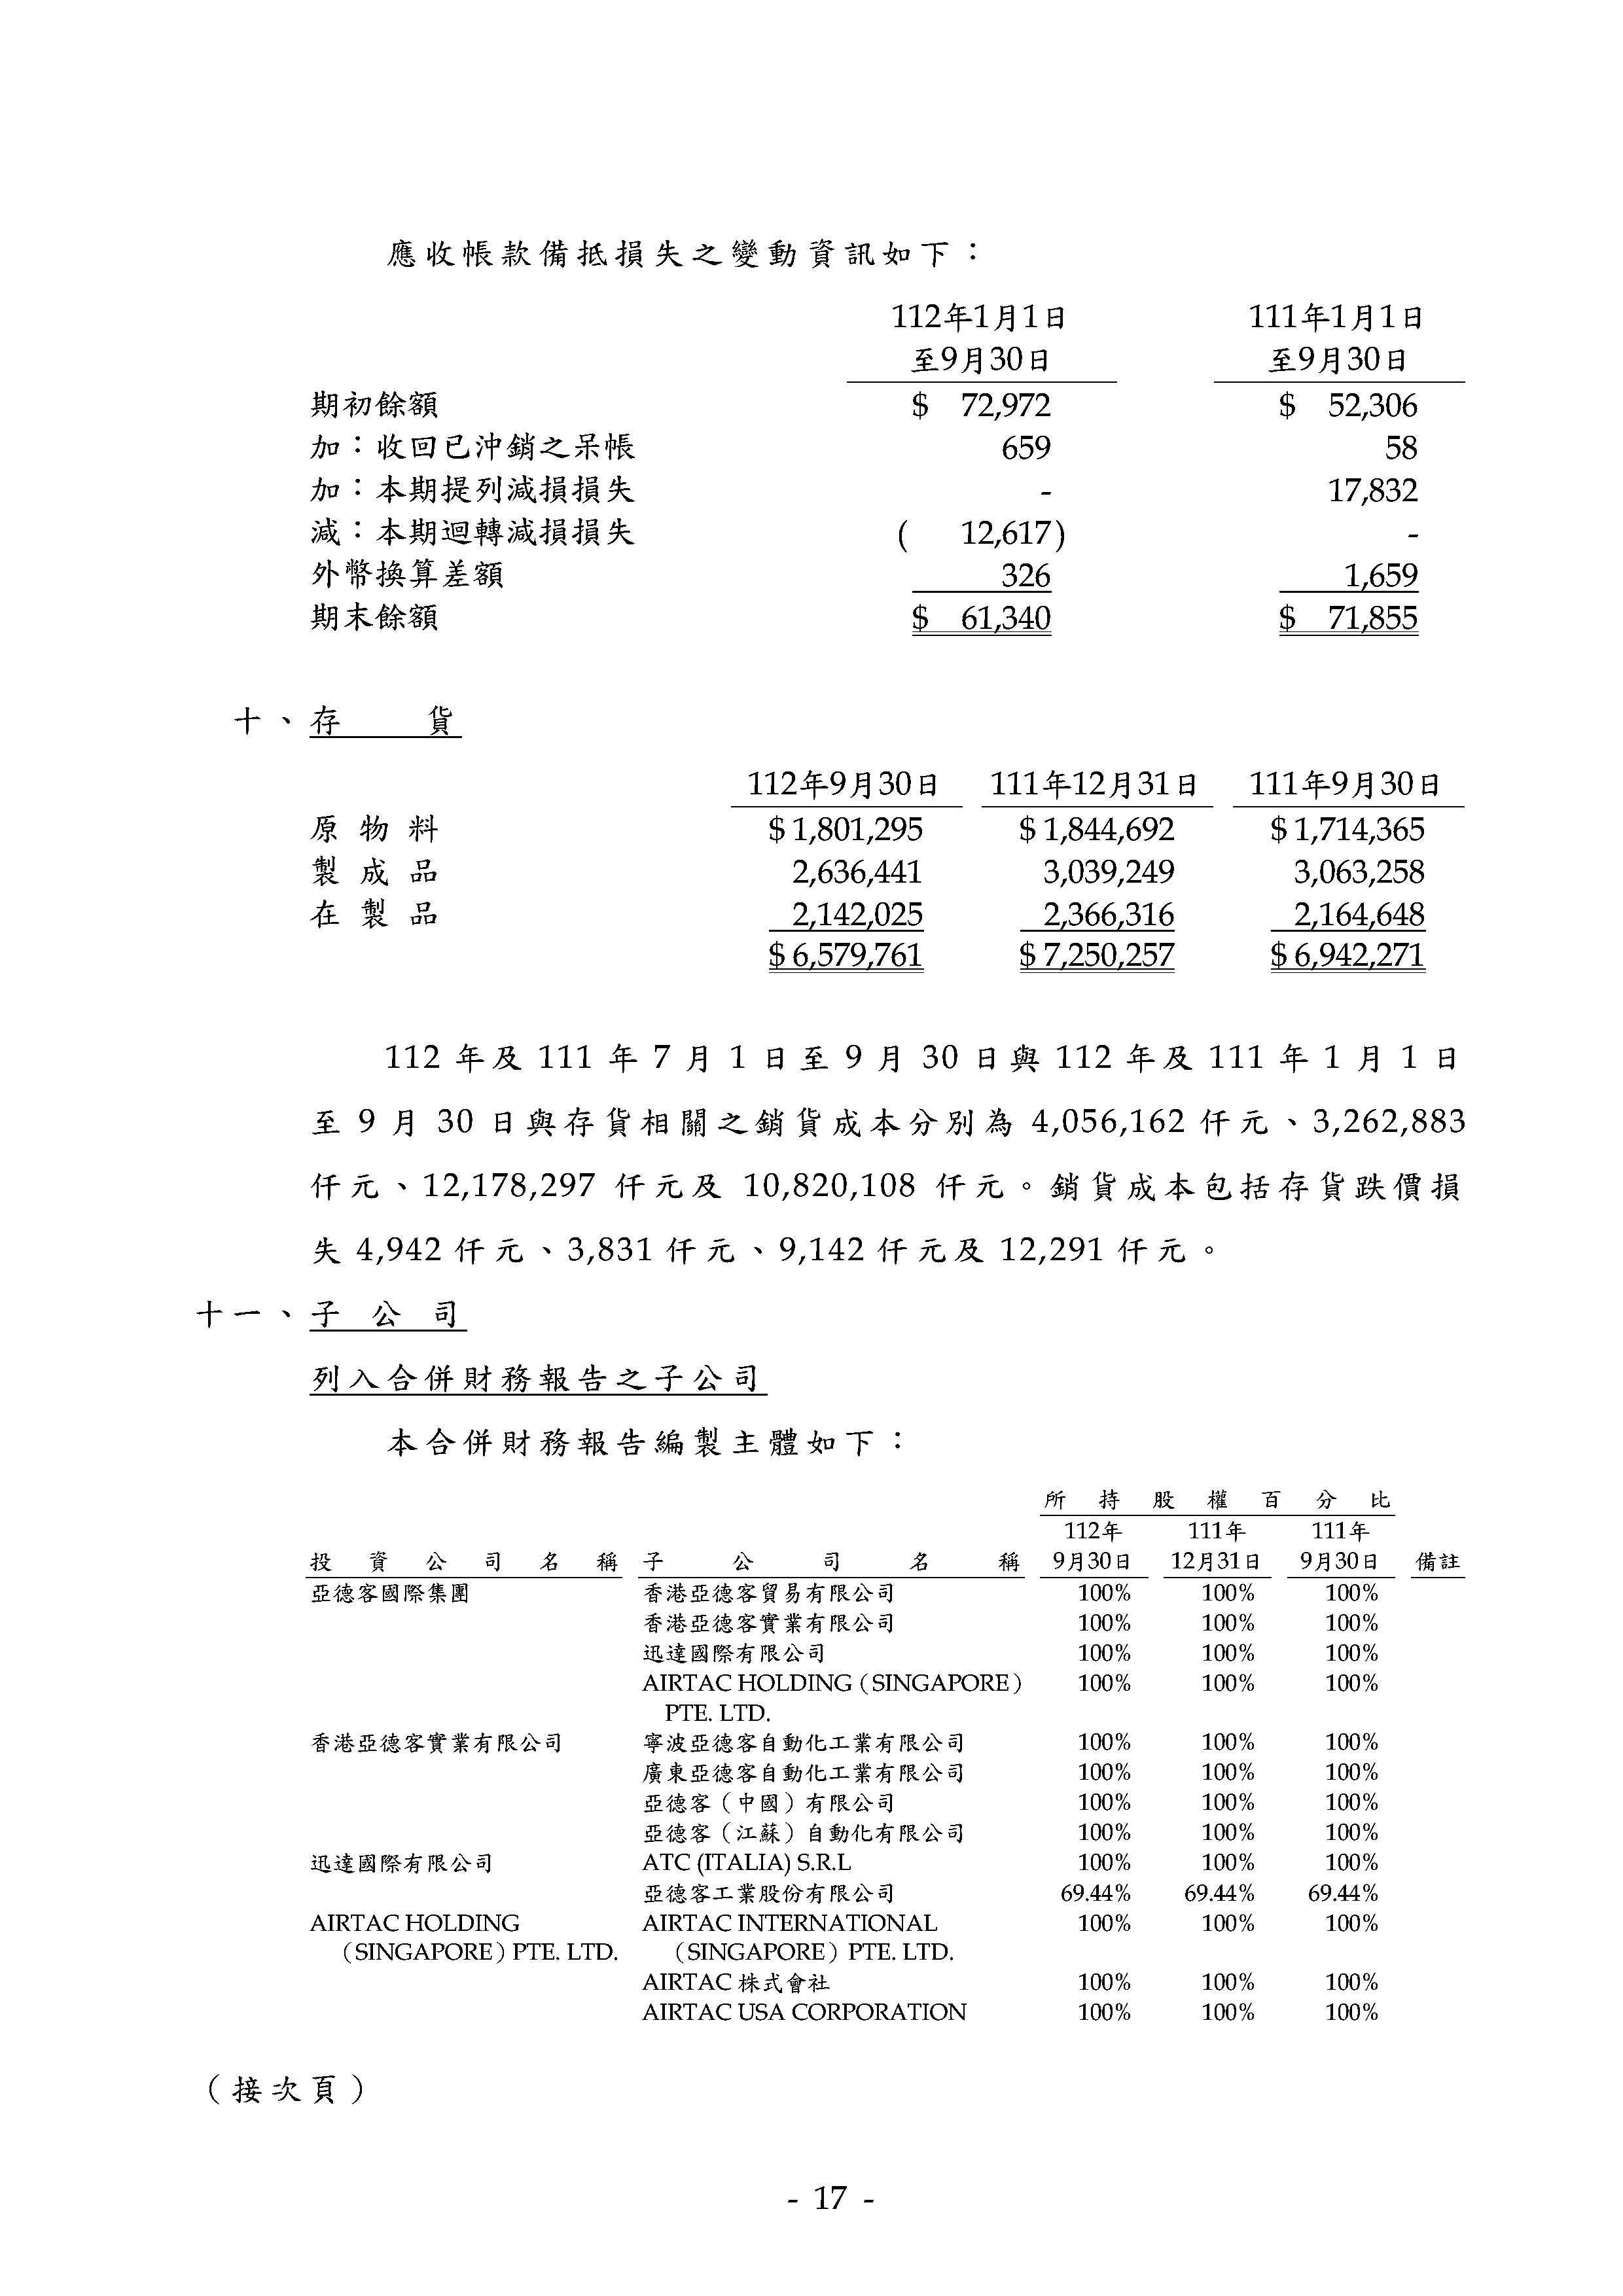 應收帳款備抵損失之變動資訊如下：
112年1月1日 111年1月1日
至9月30日 至9月30日
期初餘額 $ 72,972 $ 52,306
加：收回已沖銷之呆帳 659 58
加：本期提列減損損失 - 17,832
減：本期迴轉減損損失 ( 12,617) -
外幣換算差額 326 1,659
期末餘額 $ 61,340 $ 71,855
十、存 貨
112年9月30日 111年12月31日 111年9月30日
原物料 $ 1,801,295 $ 1,844,692 $ 1,714,365
製成品 2,636,441 3,039,249 3,063,258
在製品 2,142,025 2,366,316 2,164,648
$ 6,579,761 $ 7,250,257 $ 6,942,271
112 年及 111 年 7 月 1 日至 9 月 30 日與 112 年及 111 年 1 月 1 日
至 9 月 30 日與存貨相關之銷貨成本分別為 4,056,162 仟元、3,262,883
仟元、12,178,297 仟元及 10,820,108 仟元。銷貨成本包括存貨跌價損
失 4,942 仟元、3,831 仟元、9,142 仟元及 12,291 仟元。
十一、子公司
列入合併財務報告之子公司
本合併財務報告編製主體如下：
所持股權百分比
112年 111年 111年
投資公司名稱 子公司名稱 9月30日 12月31日 9月30日 備註
亞德客國際集團 香港亞德客貿易有限公司 100% 100% 100%
香港亞德客實業有限公司 100% 100% 100%
迅達國際有限公司 100% 100% 100%
AIRTAC HOLDING（SINGAPORE） 100% 100% 100%
PTE. LTD.
香港亞德客實業有限公司 寧波亞德客自動化工業有限公司 100% 100% 100%
廣東亞德客自動化工業有限公司 100% 100% 100%
亞德客（中國）有限公司 100% 100% 100%
亞德客（江蘇）自動化有限公司 100% 100% 100%
迅達國際有限公司 ATC (ITALIA) S.R.L 100% 100% 100%
亞德客工業股份有限公司 69.44% 69.44% 69.44%
AIRTAC HOLDING AIRTAC INTERNATIONAL 100% 100% 100%
（SINGAPORE）PTE. LTD. （SINGAPORE）PTE. LTD.
AIRTAC 株式會社 100% 100% 100%
AIRTAC USA CORPORATION 100% 100% 100%
（接次頁）
- 17 -